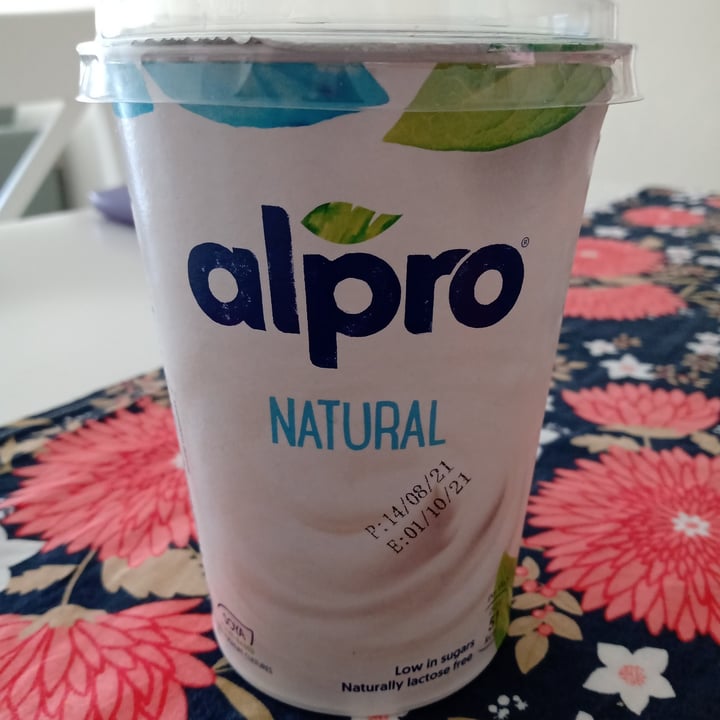 alpro®
NATURAL
P:14/08/21
E:01/10/21
SOYA
Low in sugars
Naturally lactose free